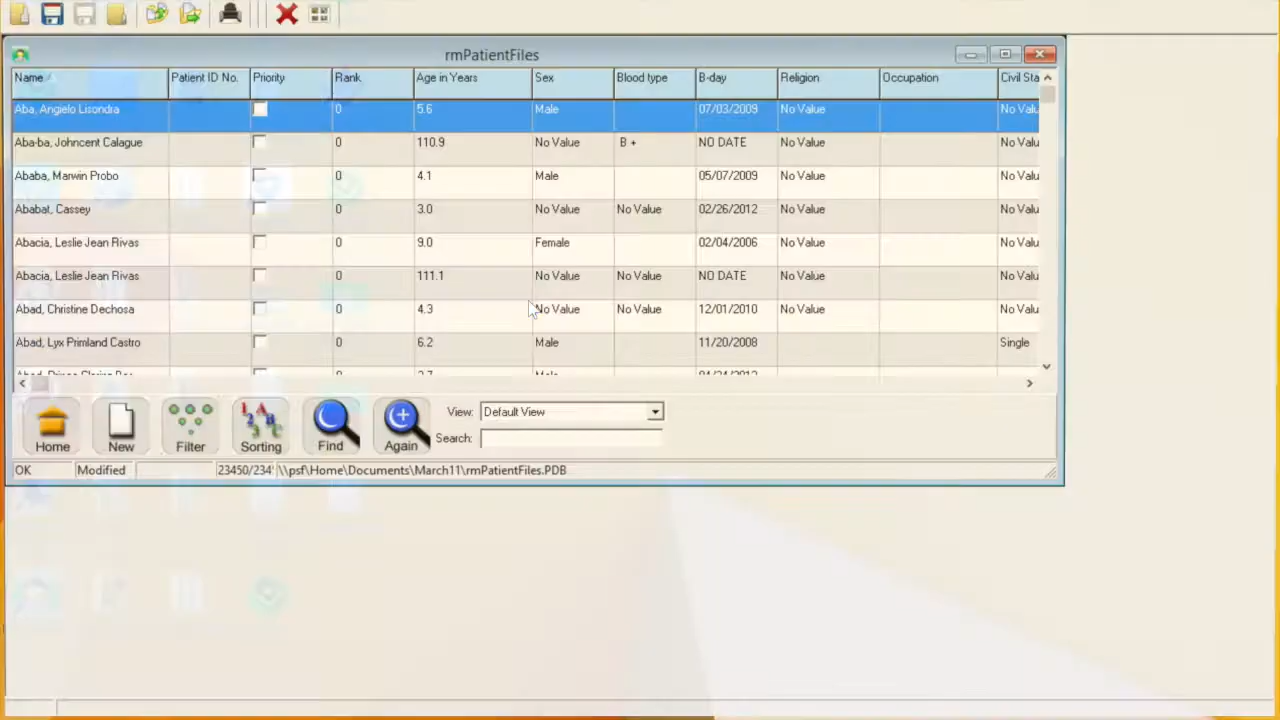 rmPatientFiles
Name Patient ID No. Priority Rank Age in Years Sex Blood type B-day Religion Occupation Civil Sta
Aba, Angielo Lisondra 0 5.6 Male 07/03/2009 No Value No Valu
Aba-ba, Johncent Calague 0 110.9 No Value B + NO DATE No Value No Valu
Ababa, Marwin Probo 0 4.1 Male 05/07/2009 No Value No Valu
Ababat, Cassey 0 3.0 No Value No Value 02/26/2012 No Value No Valu
Abacia, Leslie Jean Rivas 0 9.0 Female 02/04/2006 No Value No Valu
Abacia, Leslie Jean Rivas 0 111.1 No Value No Value NO DATE No Value No Valu
Abad, Christine Dechosa 0 4.3 No Value No Value 12/01/2010 No Value No Valu
Abad, Lyx Primland Castro 0 6.2 Male 11/20/2008 Single
Home New Filter Sorting Find Again
View: Default View
Search:
OK Modified 23450/234 \\psf\Home\Documents\March11\rmPatientFiles.PDB